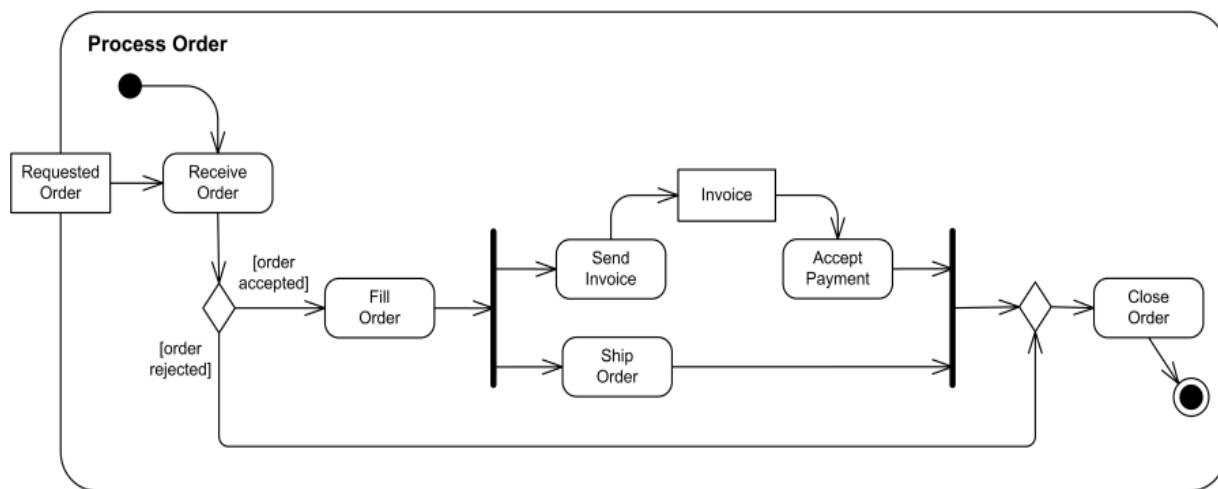 Process Order
Requested
Order
Receive
Order
[order
accepted]
[order
rejected]
Fill
Order
Send
Invoice
Invoice
Accept
Payment
Ship
Order
Close
Order